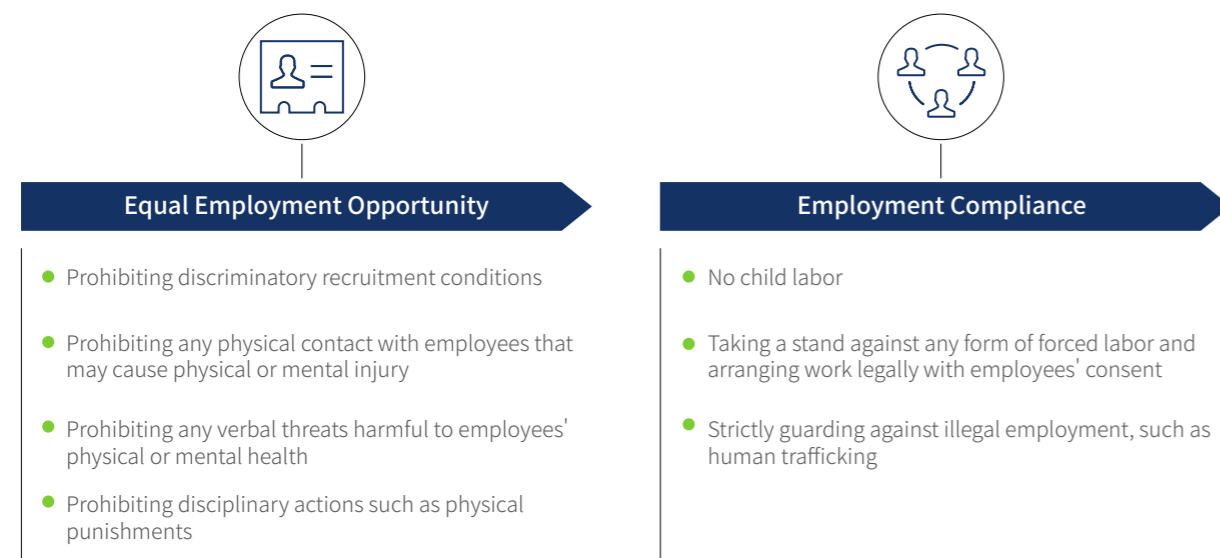 Equal Employment Opportunity
Prohibiting discriminatory recruitment conditions
Prohibiting any physical contact with employees that
may cause physical or mental injury
Prohibiting any verbal threats harmful to employees'
physical or mental health
Prohibiting disciplinary actions such as physical
punishments
Employment Compliance
No child labor
Taking a stand against any form of forced labor and
arranging work legally with employees' consent
Strictly guarding against illegal employment, such as
human trafficking